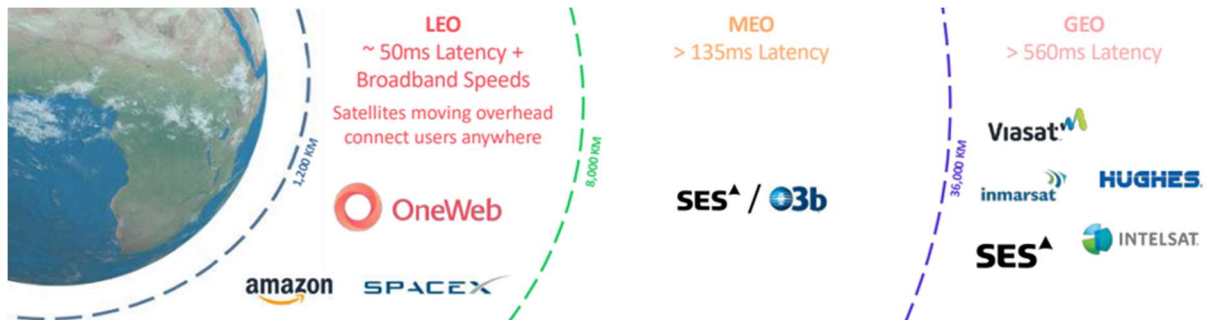 LEO
~ 50ms Latency +
Broadband Speeds
Satellites moving overhead
connect users anywhere
1,200 KM
OneWeb
amazon
SPACEX
8,000 KM
MEO
> 135ms Latency
SES / O3b
36,000 KM
GEO
> 560ms Latency
Viasat
inmarsat
HUGHES.
SES
INTELSAT